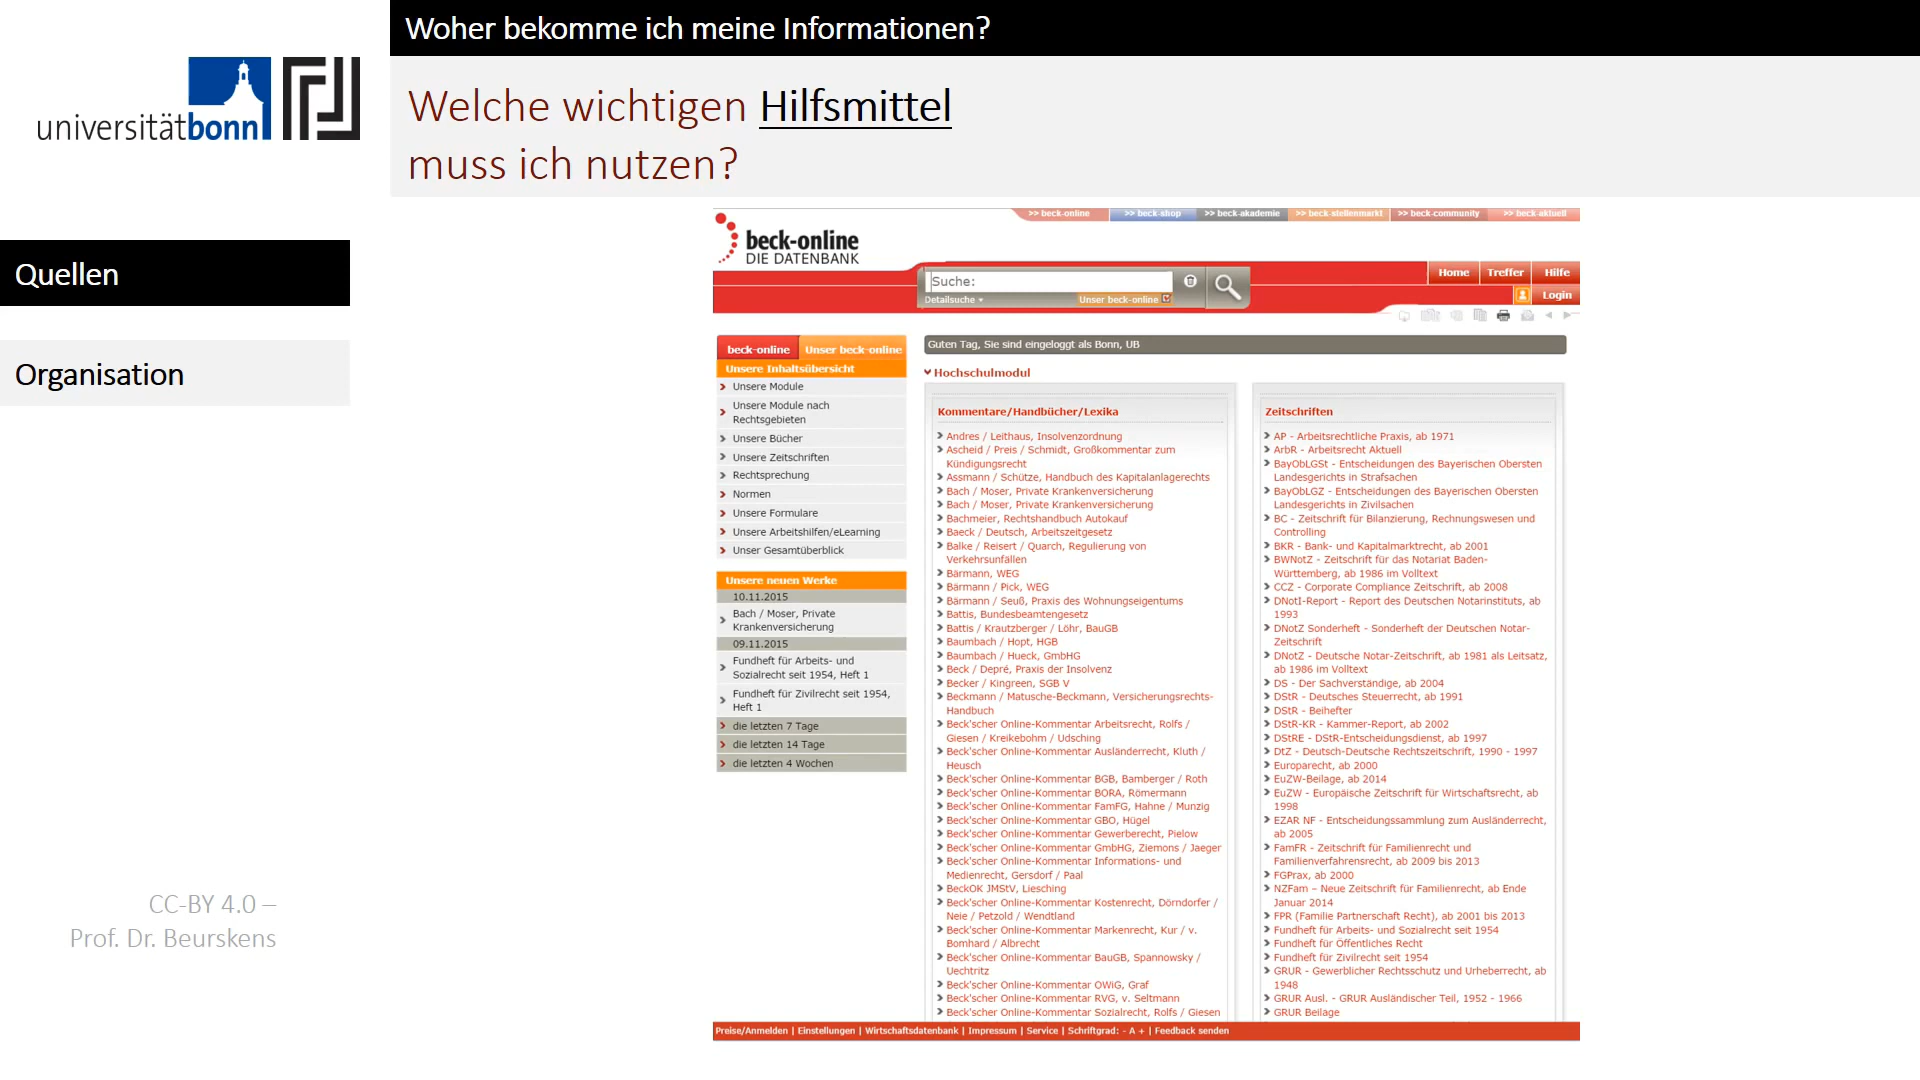 Woher bekomme ich meine Informationen?
universitätbonn
Welche wichtigen Hilfsmittel
muss ich nutzen?
Quellen
Organisation
CC-BY 4.0 –
Prof. Dr. Beurskens
>> beck-online
>> beck-shop
>> beck-akademie
>> beck-stellenmarkt
>> beck-community
>> beck-aktuell
beck-online
DIE DATENBANK
Suche:
Detailsuche
Unser beck-online
Home
Treffer
Hilfe
Login
beck-online
Unser beck-online
Unsere Inhaltsübersicht
Unsere Module
Unsere Module nach
Rechtsgebieten
Unsere Bücher
Unsere Zeitschriften
Rechtsprechung
Normen
Unsere Formulare
Unsere Arbeitshilfen/eLearning
Unser Gesamtüberblick
Unsere neuen Werke
10.11.2015
Bach / Moser, Private
Krankenversicherung
09.11.2015
Fundheft für Arbeits- und
Sozialrecht seit 1954, Heft 1
Fundheft für Zivilrecht seit 1954,
Heft 1
die letzten 7 Tage
die letzten 14 Tage
die letzten 4 Wochen
Guten Tag, Sie sind eingeloggt als Bonn, UB
Hochschulmodul
Kommentare/Handbücher/Lexika
Andres / Leithaus, Insolvenzordnung
Ascheid / Preis / Schmidt, Großkommentar zum
Kündigungsrecht
Assmann / Schütze, Handbuch des Kapitalanlagerechts
Bach / Moser, Private Krankenversicherung
Bach / Moser, Private Krankenversicherung
Bachmeier, Rechtshandbuch Autokauf
Baeck / Deutsch, Arbeitszeitgesetz
Balke / Reisert / Quarch, Regulierung von
Verkehrsunfällen
Bärmann, WEG
Bärmann / Pick, WEG
Bärmann / Seuß, Praxis des Wohnungseigentums
Battis, Bundesbeamtengesetz
Battis / Krautzberger / Löhr, BauGB
Baumbach / Hopt, HGB
Baumbach / Hueck, GmbHG
Beck / Depré, Praxis der Insolvenz
Becker / Kingreen, SGB V
Beckmann / Matusche-Beckmann, Versicherungsrechts-
Handbuch
Beck'scher Online-Kommentar Arbeitsrecht, Rolfs /
Giesen / Kreikebohm / Udsching
Beck'scher Online-Kommentar Ausländerrecht, Kluth /
Heusch
Beck'scher Online-Kommentar BGB, Bamberger / Roth
Beck'scher Online-Kommentar BORA, Römermann
Beck'scher Online-Kommentar FamFG, Hahne / Munzig
Beck'scher Online-Kommentar GBO, Hügel
Beck'scher Online-Kommentar Gewerberecht, Pielow
Beck'scher Online-Kommentar GmbHG, Ziemons / Jaeger
Beck'scher Online-Kommentar Informations- und
Medienrecht, Gersdorf / Paal
BeckOK JMStV, Liesching
Beck'scher Online-Kommentar Kostenrecht, Dörndorfer /
Neie / Petzold / Wendtland
Beck'scher Online-Kommentar Markenrecht, Kur / v.
Bomhard / Albrecht
Beck'scher Online-Kommentar BauGB, Spannowsky /
Uechtritz
Beck'scher Online-Kommentar OWiG, Graf
Beck'scher Online-Kommentar RVG, v. Seltmann
Beck'scher Online-Kommentar Sozialrecht, Rolfs / Giesen
Zeitschriften
AP - Arbeitsrechtliche Praxis, ab 1971
ArbR - Arbeitsrecht Aktuell
BayObLGSt - Entscheidungen des Bayerischen Obersten
Landesgerichts in Strafsachen
BayObLGZ - Entscheidungen des Bayerischen Obersten
Landesgerichts in Zivilsachen
BC - Zeitschrift für Bilanzierung, Rechnungswesen und
Controlling
BKR - Bank- und Kapitalmarktrecht, ab 2001
BWNotZ - Zeitschrift für das Notariat Baden-
Württemberg, ab 1986 im Volltext
CCZ - Corporate Compliance Zeitschrift, ab 2008
DNotI-Report - Report des Deutschen Notarinstituts, ab
1993
DNotZ Sonderheft - Sonderheft der Deutschen Notar-
Zeitschrift
DNotZ - Deutsche Notar-Zeitschrift, ab 1981 als Leitsatz,
ab 1986 im Volltext
DS - Der Sachverständige, ab 2004
DStR - Deutsches Steuerrecht, ab 1991
DStR - Beihefter
DStR-KR - Kammer-Report, ab 2002
DStRE - DStR-Entscheidungsdienst, ab 1997
DtZ - Deutsch-Deutsche Rechtszeitschrift, 1990 - 1997
Europarecht, ab 2000
EuZW-Beilage, ab 2014
EuZW - Europäische Zeitschrift für Wirtschaftsrecht, ab
1998
EZAR NF - Entscheidungssammlung zum Ausländerrecht,
ab 2005
FamFR - Zeitschrift für Familienrecht und
Familienverfahrensrecht, ab 2009 bis 2013
FGPrax, ab 2000
NZFam – Neue Zeitschrift für Familienrecht, ab Ende
Januar 2014
FPR (Familie Partnerschaft Recht), ab 2001 bis 2013
Fundheft für Arbeits- und Sozialrecht seit 1954
Fundheft für Öffentliches Recht
Fundheft für Zivilrecht seit 1954
GRUR - Gewerblicher Rechtsschutz und Urheberrecht, ab
1948
GRUR Ausl. - GRUR Ausländischer Teil, 1952 - 1966
GRUR Beilage
Preise/Anmelden | Einstellungen | Wirtschaftsdatenbank | Impressum | Service | Schriftgrad: - A + | Feedback senden